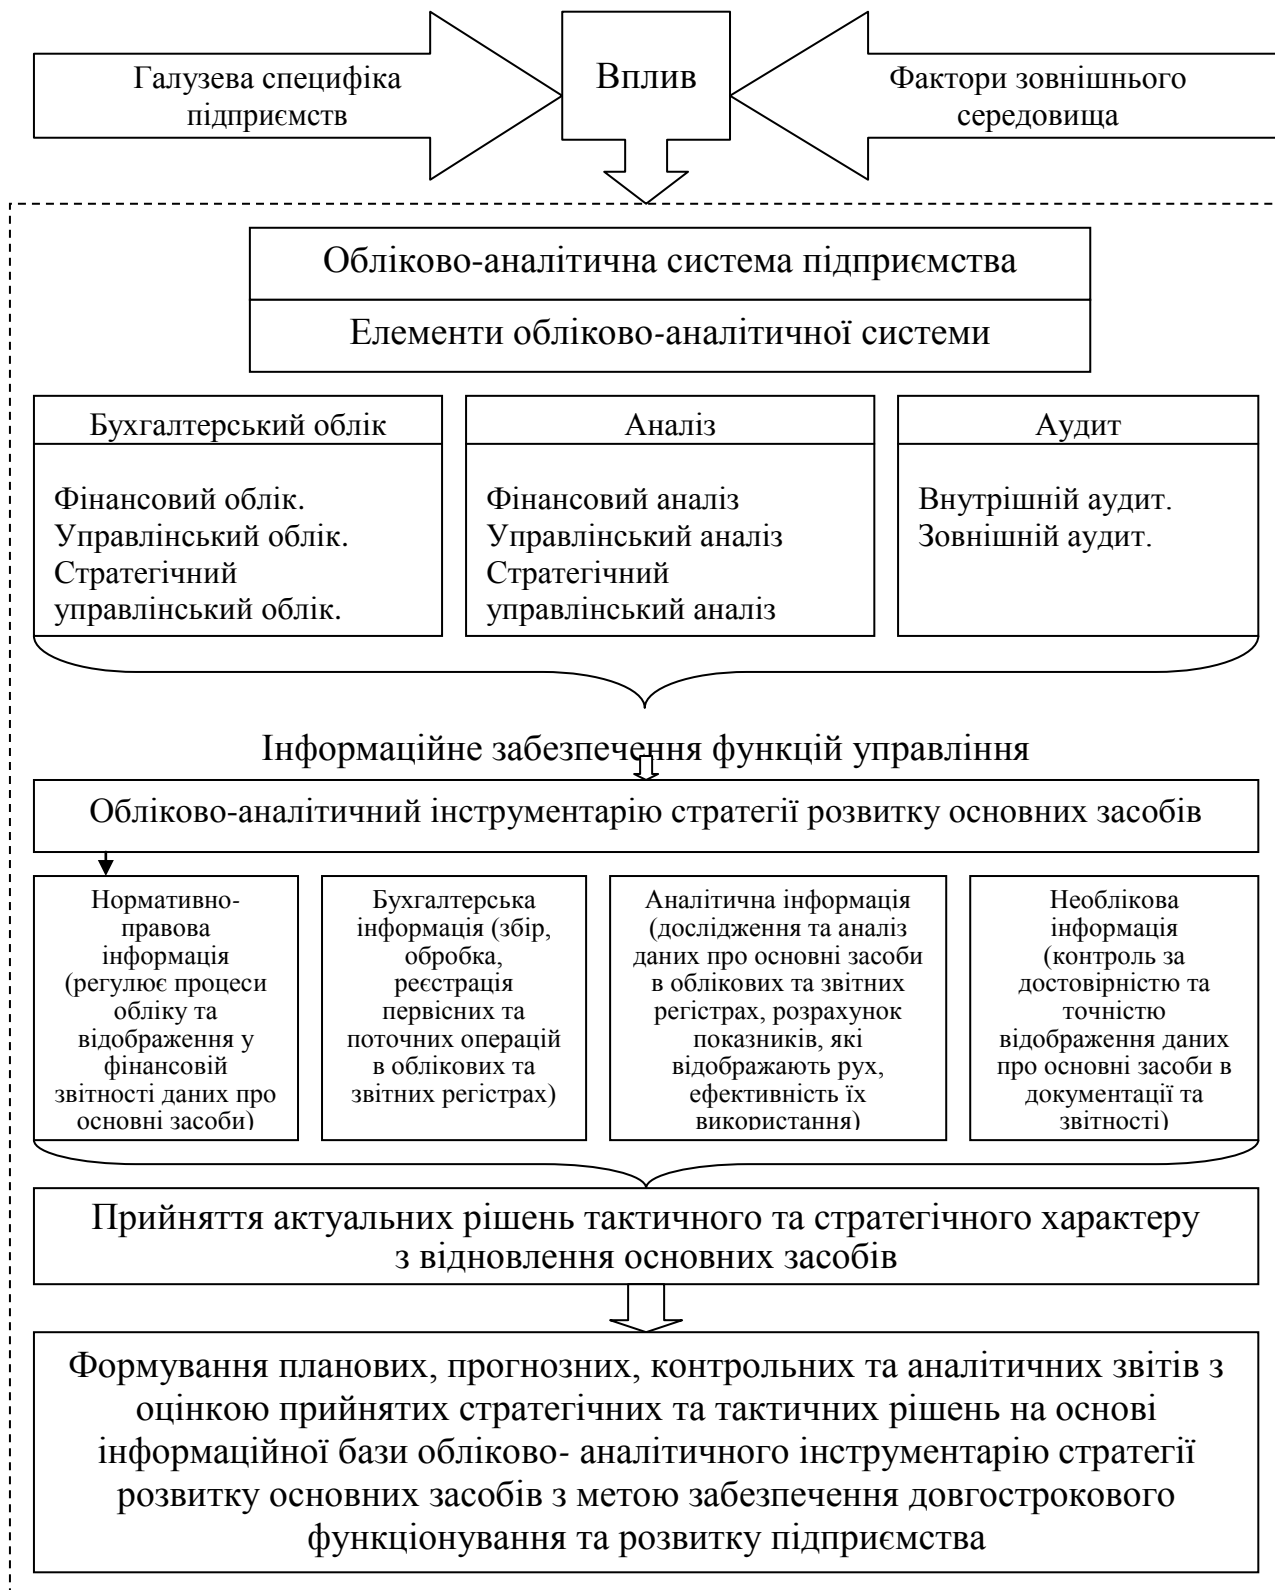 Галузева специфіка
підприємств
Вплив
Фактори зовнішнього
середовища
Обліково-аналітична система підприємства
Елементи обліково-аналітичної системи
Бухгалтерський облік
Фінансовий облік.
Управлінський облік.
Стратегічний
управлінський облік.
Аналіз
Фінансовий аналіз
Управлінський аналіз
Стратегічний
управлінський аналіз
Аудит
Внутрішній аудит.
Зовнішній аудит.
Інформаційне забезпечення функцій управління
Обліково-аналітичний інструментарію стратегії розвитку основних засобів
Нормативно-
правова
інформація
(регулює процеси
обліку та
відображення у
фінансовій
звітності даних про
основні засоби)
Бухгалтерська
інформація (збір,
обробка,
реєстрація
первісних та
поточних операцій
в облікових та
звітних регістрах)
Аналітична інформація
(дослідження та аналіз
даних про основні засоби
в облікових та звітних
регістрах, розрахунок
показників, які
відображають рух,
ефективність їх
використання)
Необлікова
інформація
(контроль за
достовірністю та
точністю
відображення даних
про основні засоби в
документації та
звітності)
Прийняття актуальних рішень тактичного та стратегічного характеру
з відновлення основних засобів
Формування планових, прогнозних, контрольних та аналітичних звітів з
оцінкою прийнятих стратегічних та тактичних рішень на основі
інформаційної бази обліково- аналітичного інструментарію стратегії
розвитку основних засобів з метою забезпечення довгострокового
функціонування та розвитку підприємства